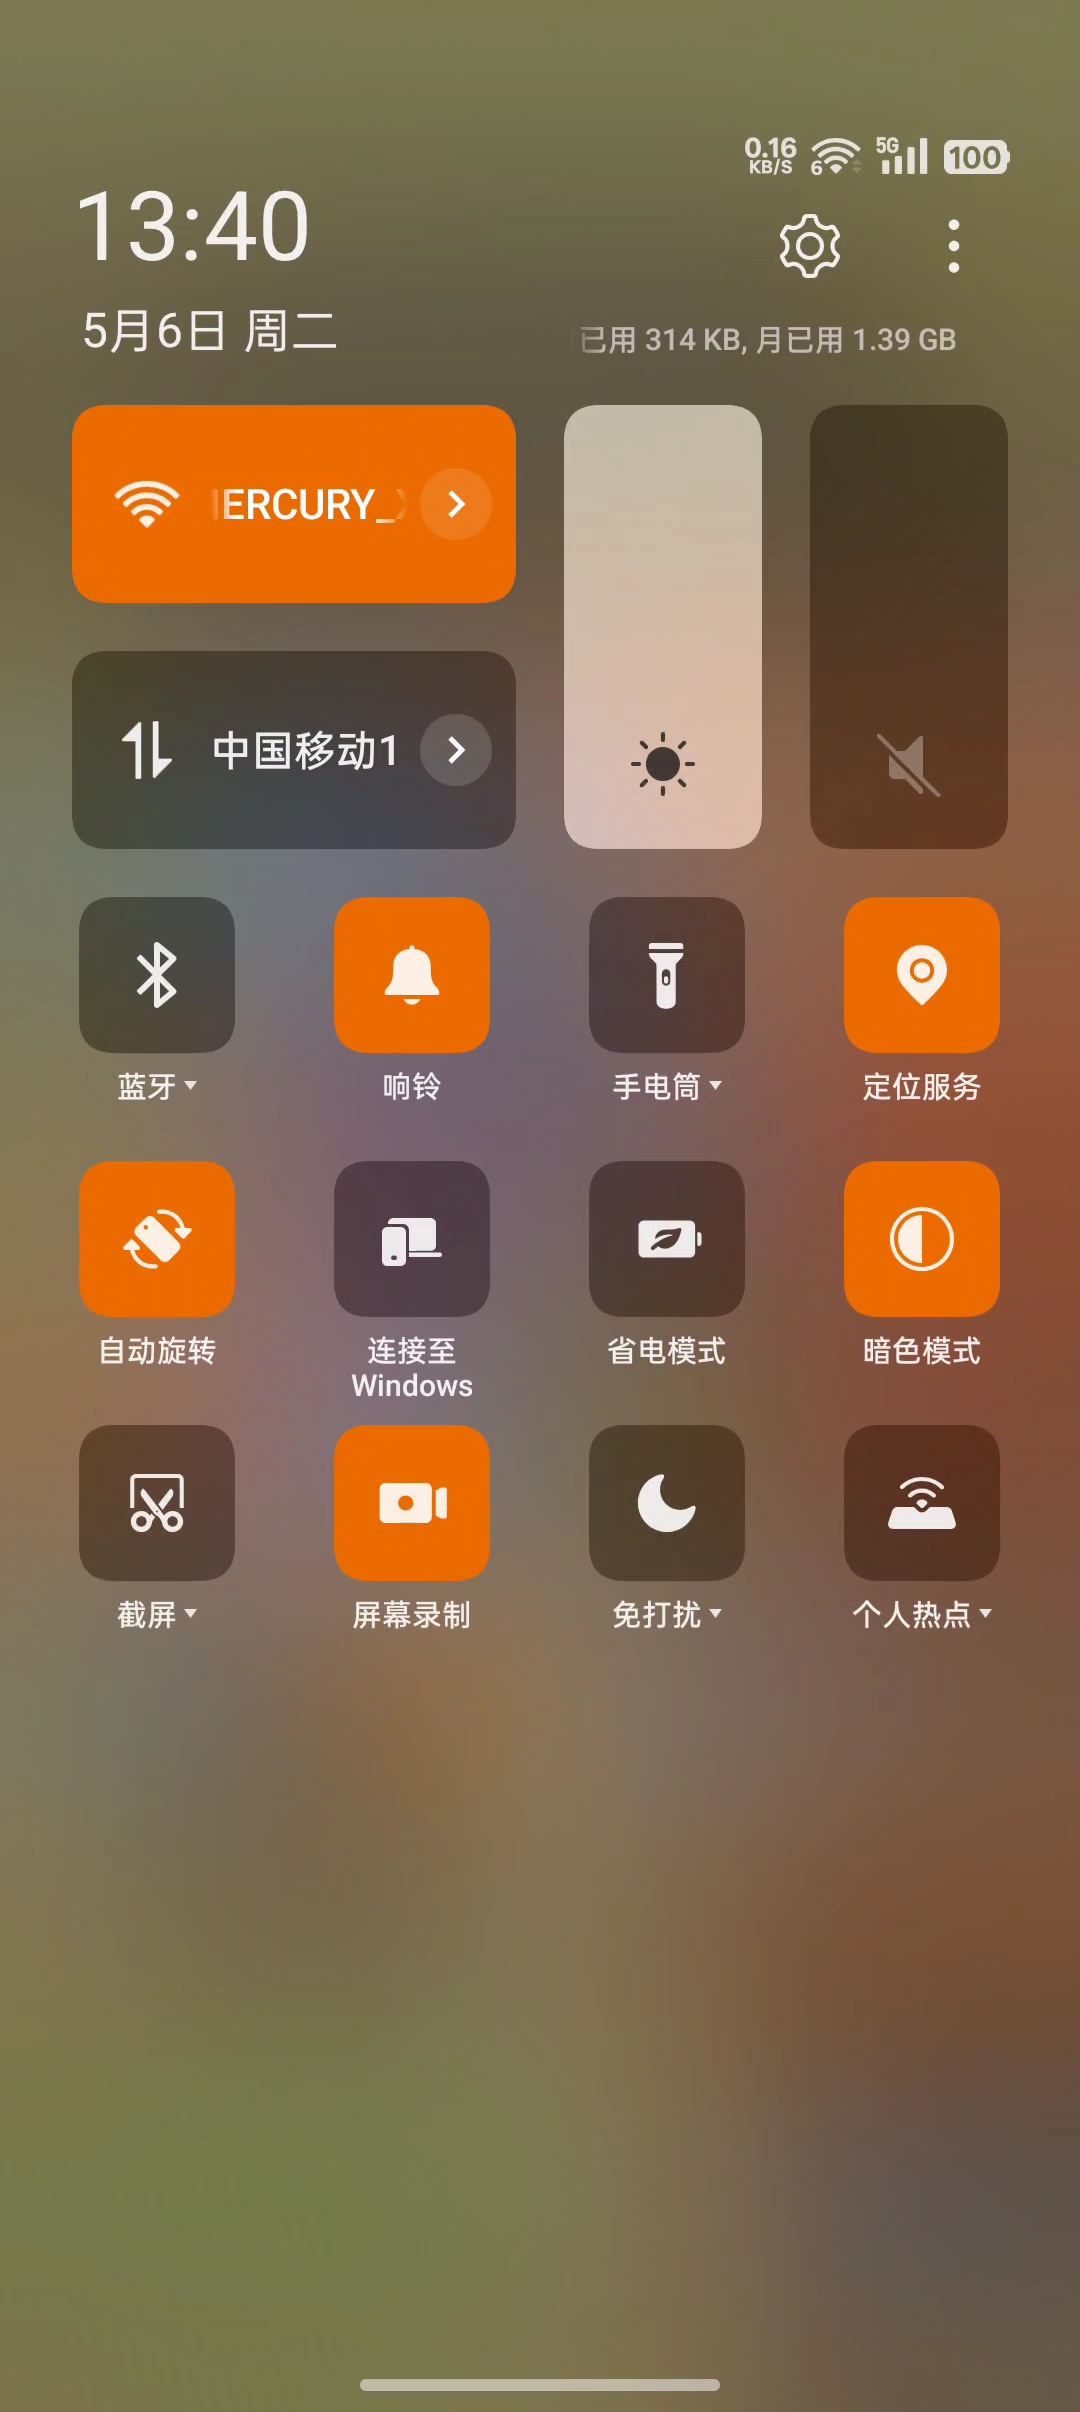 0.16 KB/S 6 5G 100
13:40
5月6日 周二
已用 314 KB, 月已用 1.39 GB
ERCURY_
中国移动1
蓝牙
响铃
手电筒
定位服务
自动旋转
连接至
Windows
省电模式
暗色模式
截屏
屏幕录制
免打扰
个人热点